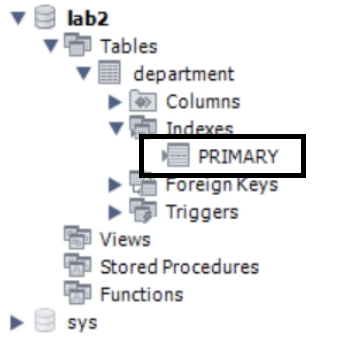 lab2
Tables
department
Columns
Indexes
PRIMARY
Foreign Keys
Triggers
Views
Stored Procedures
Functions
sys